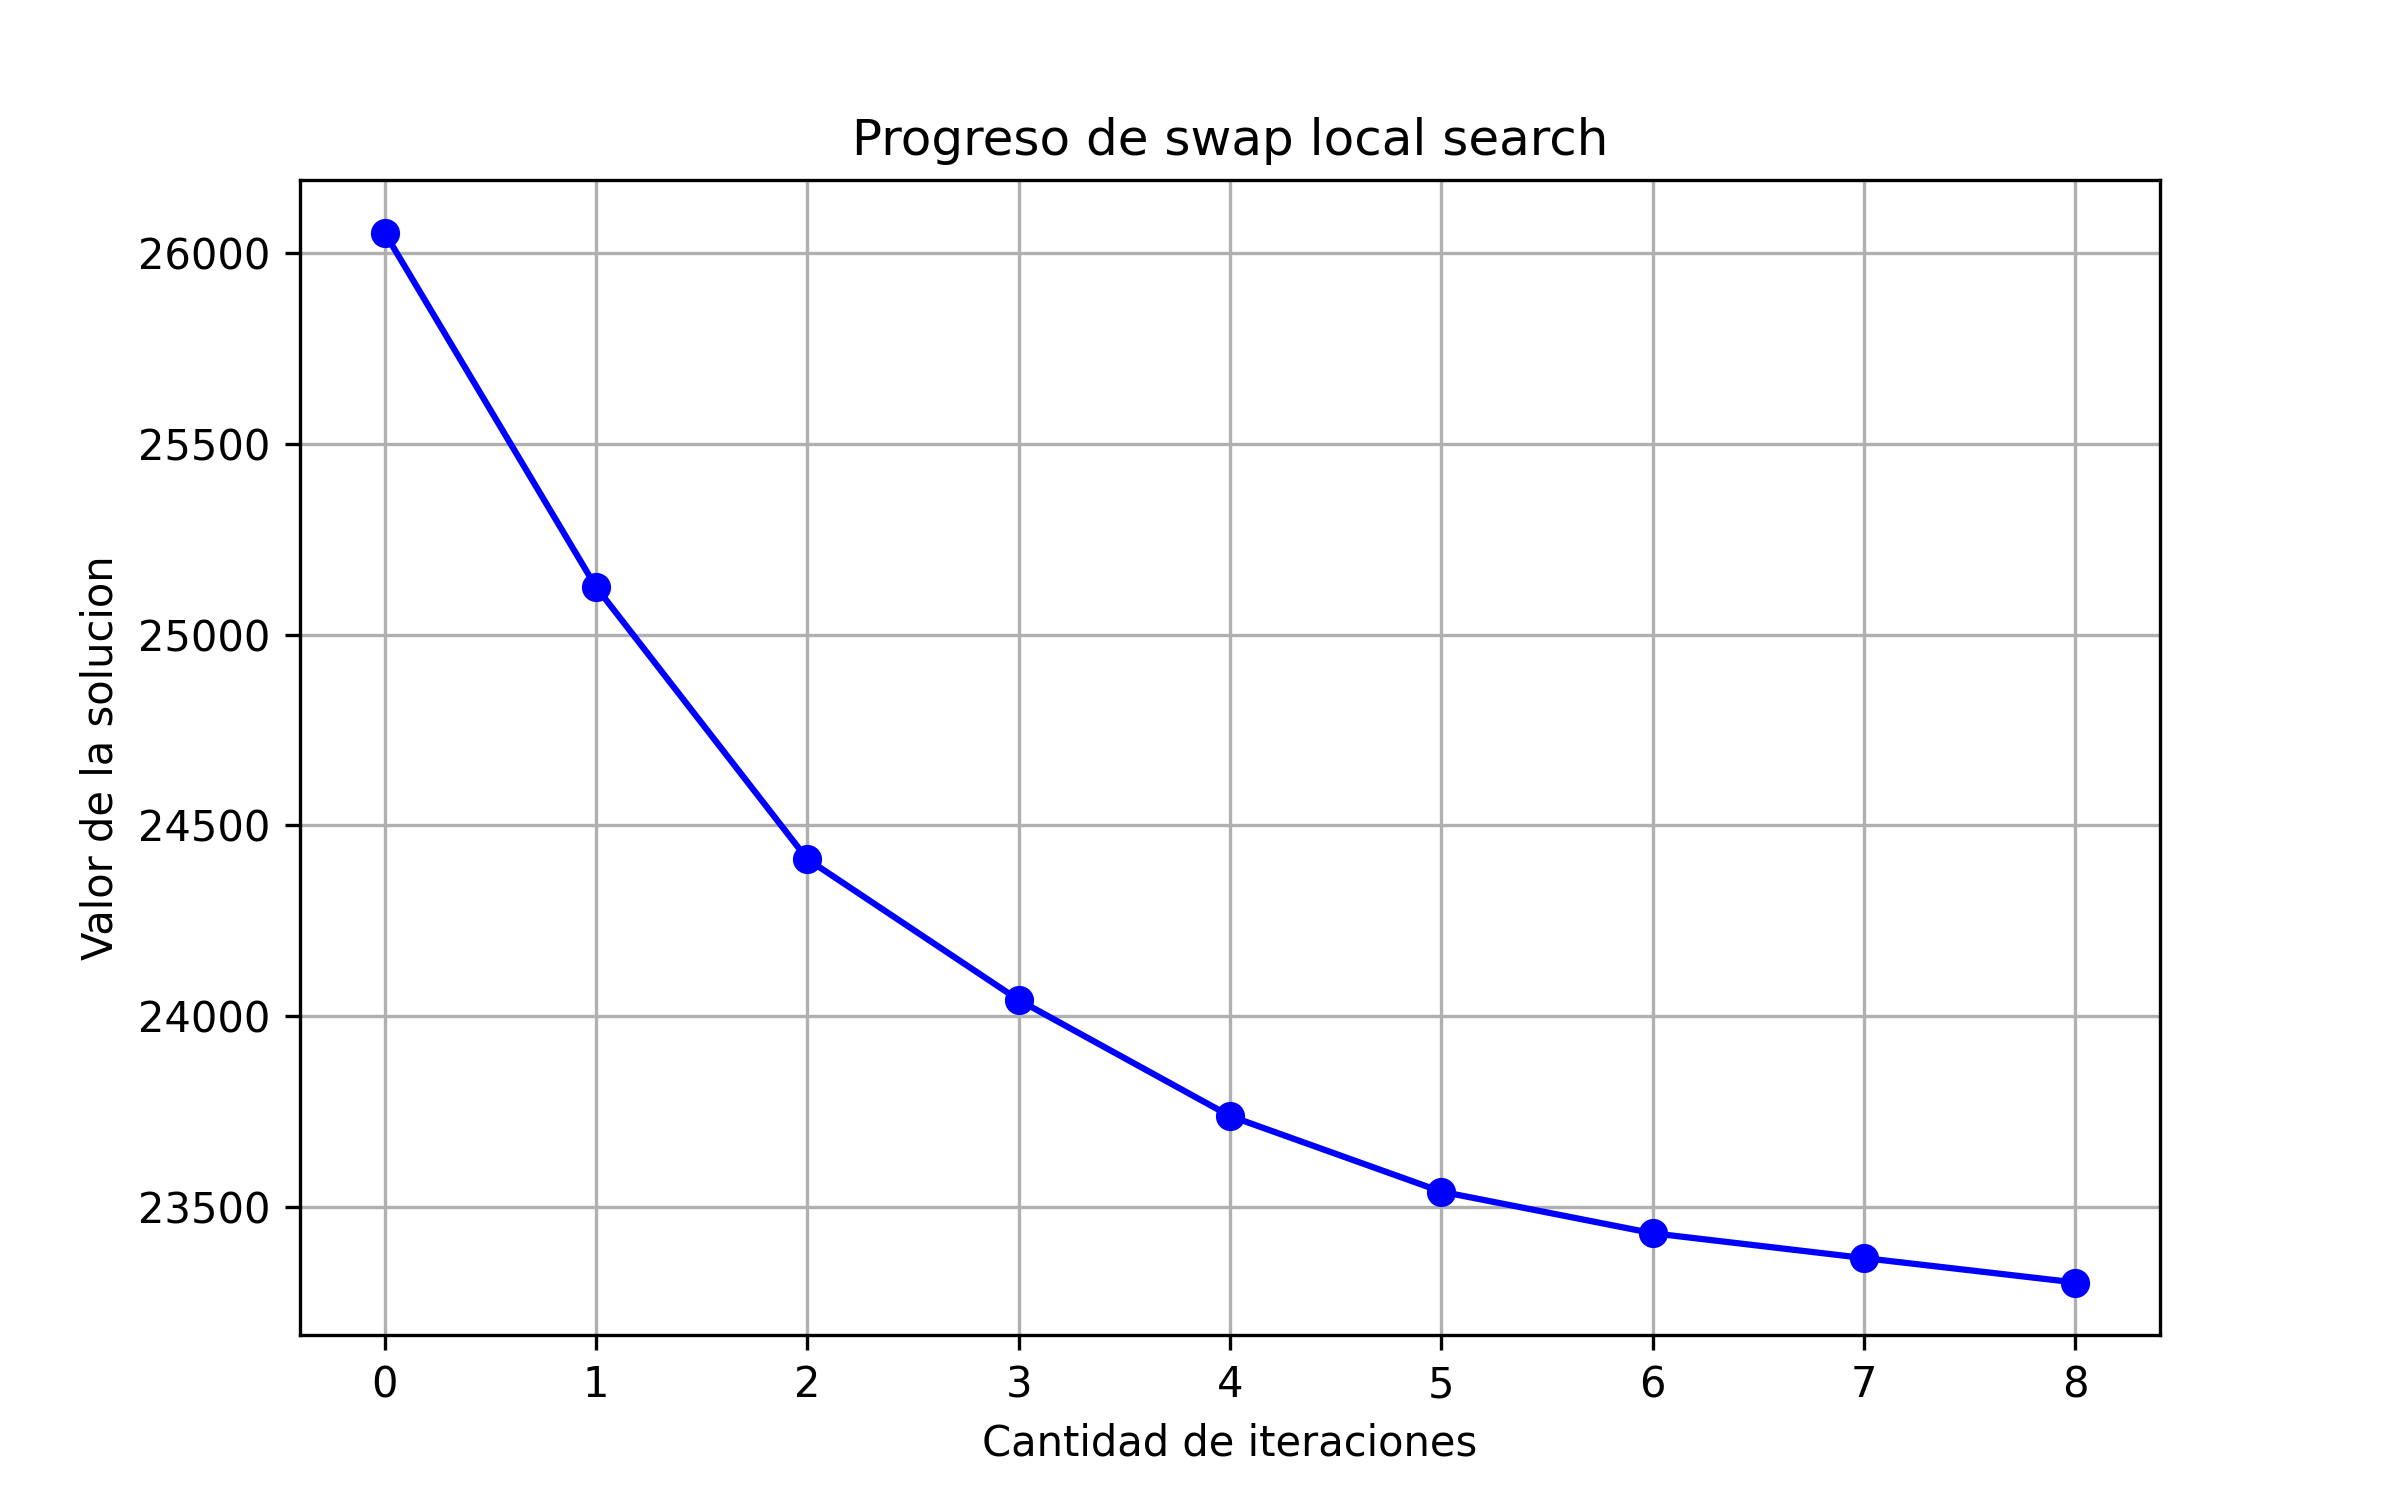 Progreso de swap local search
Valor de la solucion
26000
25500
25000
24500
24000
23500
0 1 2 3 4 5 6 7 8
Cantidad de iteraciones